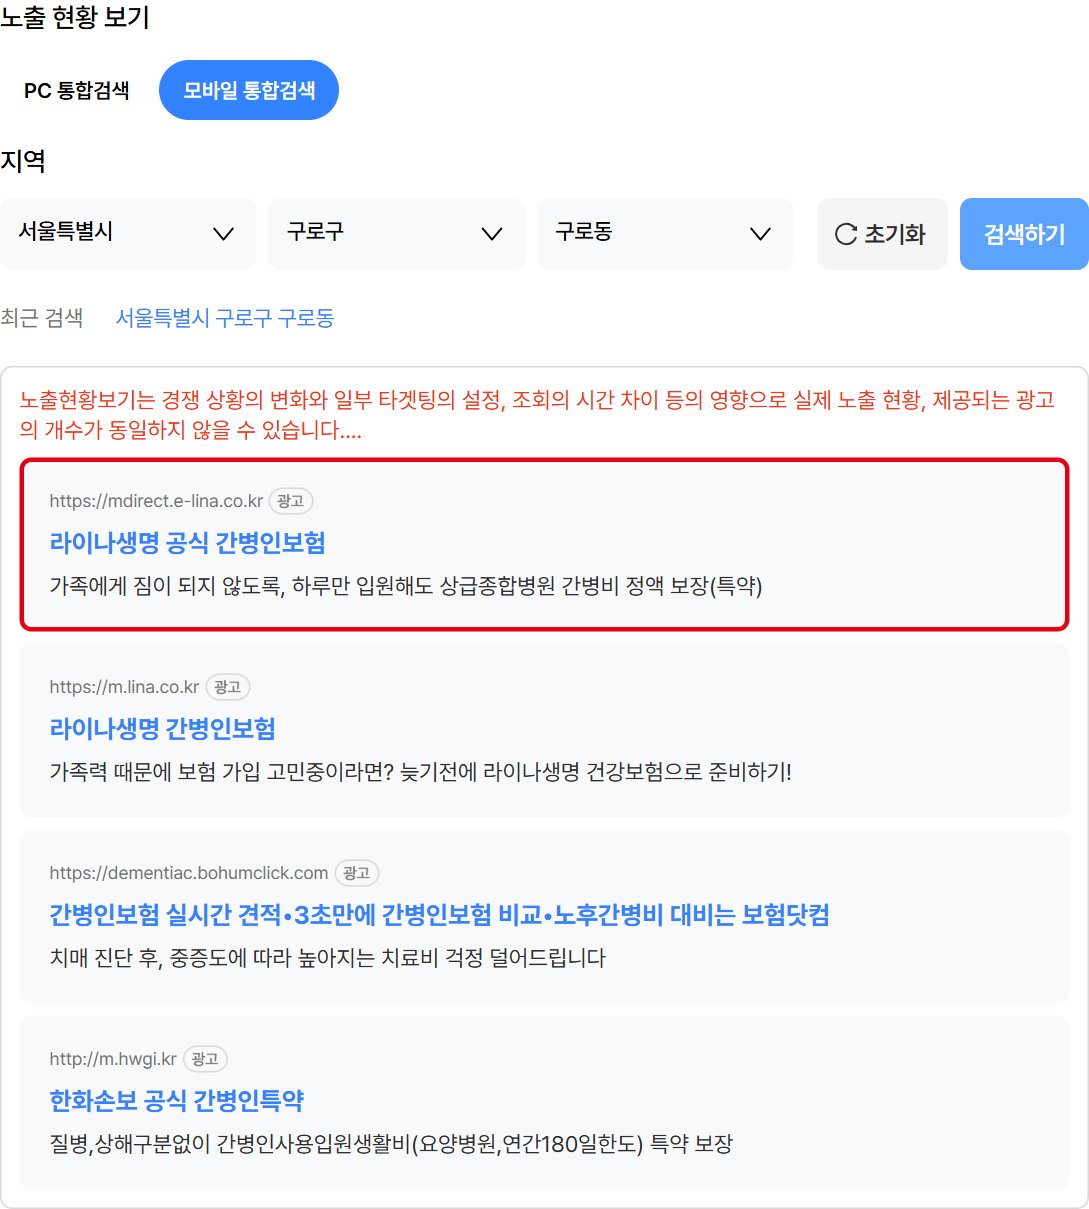 노출 현황 보기
PC 통합검색 모바일 통합검색
지역
서울특별시 구로구 구로동 초기화 검색하기
최근 검색 서울특별시 구로구 구로동
노출현황보기는 경쟁 상황의 변화와 일부 타겟팅의 설정, 조회의 시간 차이 등의 영향으로 실제 노출 현황, 제공되는 광고
의 개수가 동일하지 않을 수 있습니다....
https://mdirect.e-lina.co.kr 광고
라이나생명 공식 간병인보험
가족에게 짐이 되지 않도록, 하루만 입원해도 상급종합병원 간병비 정액 보장(특약)
https://m.lina.co.kr 광고
라이나생명 간병인보험
가족력 때문에 보험 가입 고민중이라면? 늦기전에 라이나생명 건강보험으로 준비하기!
https://dementiac.bohumclick.com 광고
간병인보험 실시간 견적•3초만에 간병인보험 비교•노후간병비 대비는 보험닷컴
치매 진단 후, 중증도에 따라 높아지는 치료비 걱정 덜어드립니다
http://m.hwgi.kr 광고
한화손보 공식 간병인특약
질병,상해구분없이 간병인사용입원생활비(요양병원,연간180일한도) 특약 보장